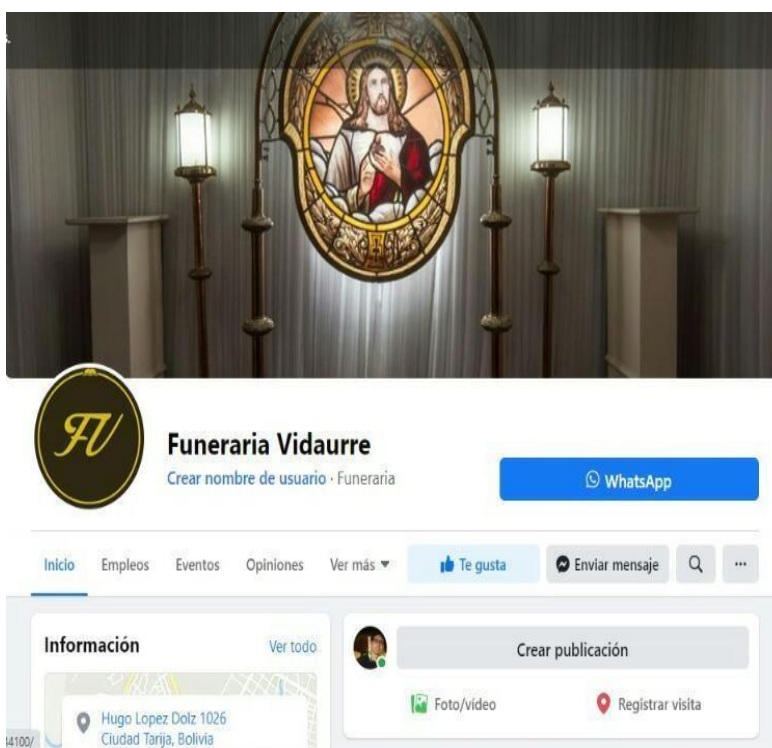 s.
FV
Funeraria Vidaurre
Crear nombre de usuario · Funeraria
WhatsApp
Inicio Empleos Eventos Opiniones Ver más Te gusta Enviar mensaje ...
Información Ver todo
Crear publicación
Foto/vídeo Registrar visita
Hugo Lopez Dolz 1026
Ciudad Tarija, Bolivia
34100/